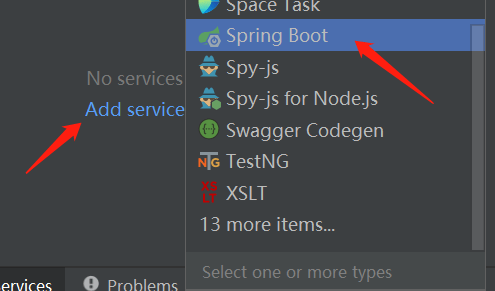 Space Task
Spring Boot
No services
Spy-js
Add service
Spy-js for Node.js
Swagger Codegen
TestNG
XSLT
13 more items...
Select one or more types
ervices
Problems